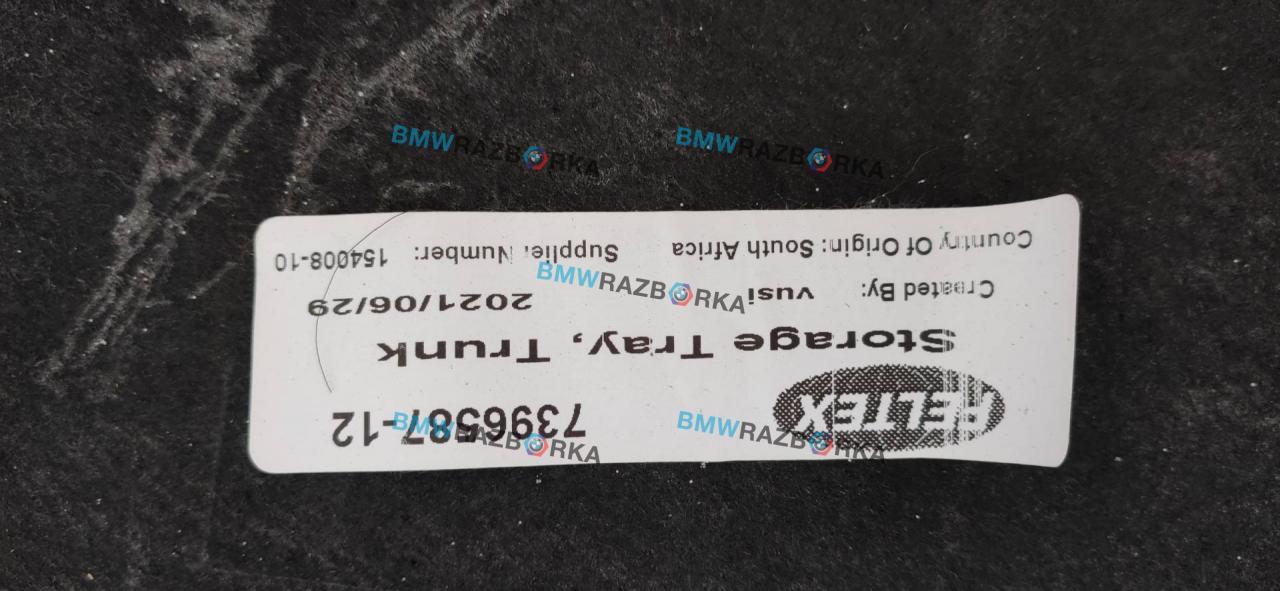 FELTEX 7396587-12
Storage Tray, Trunk
Created By: vusi 2021/06/29
Country Of Origin: South Africa Supplier Number: 154008-10
BMWRAZBORKA
BMWRAZBORKA
BMWRAZBORKA
BMWRAZBORKA
BMWRAZBORKA